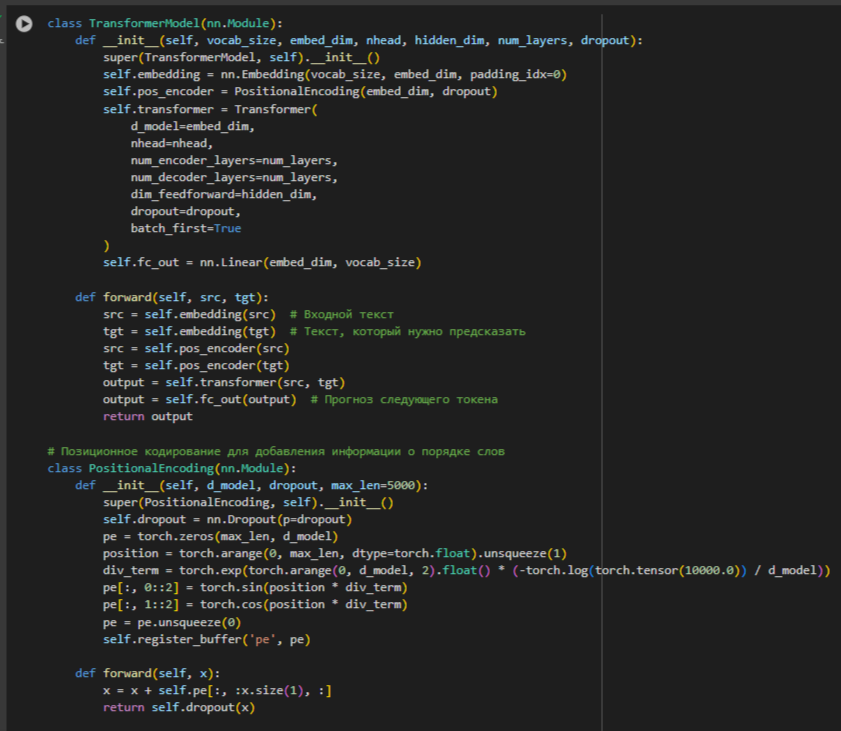 class TransformerModel(nn.Module):
    def __init__(self, vocab_size, embed_dim, nhead, hidden_dim, num_layers, dropout):
        super(TransformerModel, self).__init__()
        self.embedding = nn.Embedding(vocab_size, embed_dim, padding_idx=0)
        self.pos_encoder = PositionalEncoding(embed_dim, dropout)
        self.transformer = Transformer(
            d_model=embed_dim,
            nhead=nhead,
            num_encoder_layers=num_layers,
            num_decoder_layers=num_layers,
            dim_feedforward=hidden_dim,
            dropout=dropout,
            batch_first=True
        )
        self.fc_out = nn.Linear(embed_dim, vocab_size)

    def forward(self, src, tgt):
        src = self.embedding(src)  # Входной текст
        tgt = self.embedding(tgt)  # Текст, который нужно предсказать
        src = self.pos_encoder(src)
        tgt = self.pos_encoder(tgt)
        output = self.transformer(src, tgt)
        output = self.fc_out(output)  # Прогноз следующего токена
        return output

# Позиционное кодирование для добавления информации о порядке слов
class PositionalEncoding(nn.Module):
    def __init__(self, d_model, dropout, max_len=5000):
        super(PositionalEncoding, self).__init__()
        self.dropout = nn.Dropout(p=dropout)
        pe = torch.zeros(max_len, d_model)
        position = torch.arange(0, max_len, dtype=torch.float).unsqueeze(1)
        div_term = torch.exp(torch.arange(0, d_model, 2).float() * (-torch.log(torch.tensor(10000.0)) / d_model))
        pe[:, 0::2] = torch.sin(position * div_term)
        pe[:, 1::2] = torch.cos(position * div_term)
        pe = pe.unsqueeze(0)
        self.register_buffer('pe', pe)

    def forward(self, x):
        x = x + self.pe[:, :x.size(1), :]
        return self.dropout(x)